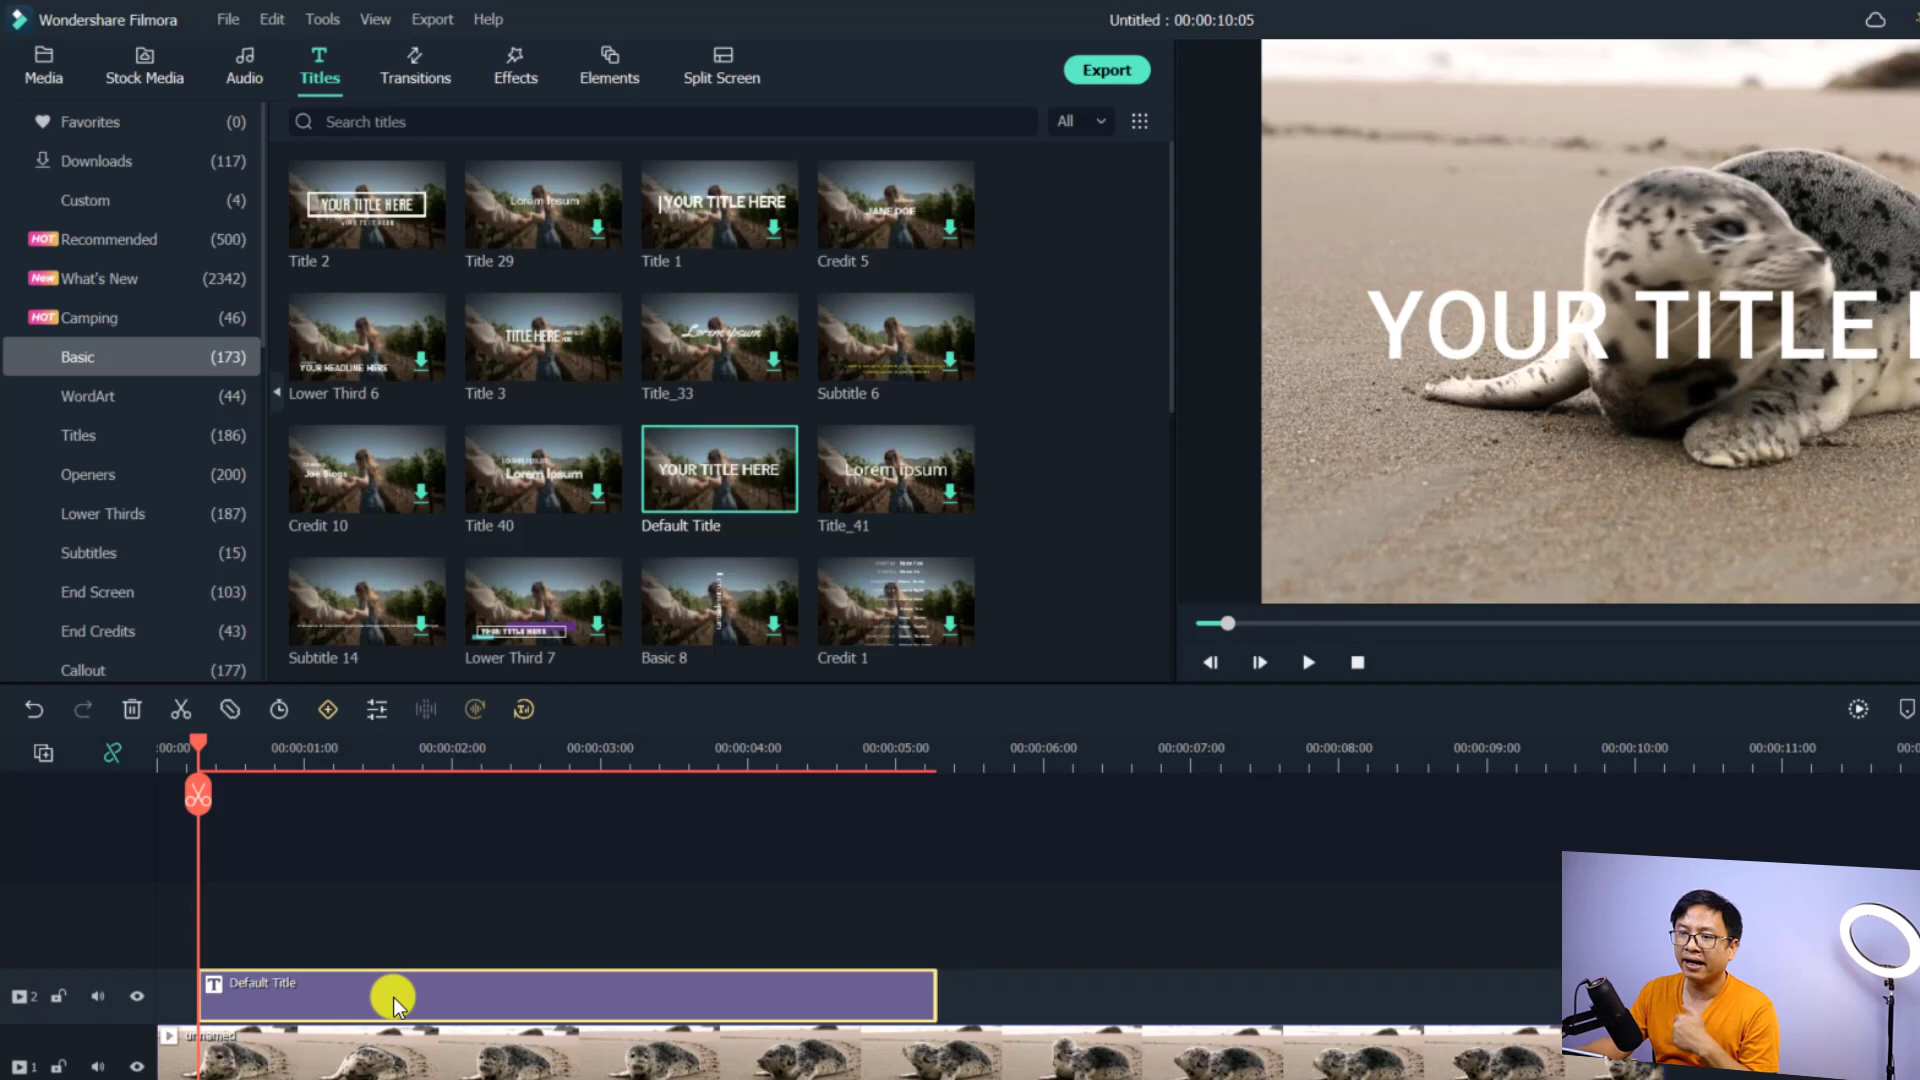 Wondershare Filmora File Edit Tools View Export Help Untitled : 00:00:10:05
Media Stock Media Audio Titles Transitions Effects Elements Split Screen Export
Favorites (0)
Downloads (117)
Custom (4)
HOT Recommended (500)
New What's New (2342)
HOT Camping (46)
Basic (173)
WordArt (44)
Titles (186)
Openers (200)
Lower Thirds (187)
Subtitles (15)
End Screen (103)
End Credits (43)
Callout (177)
Search titles All
YOUR TITLE HERE Lorem Ipsum YOUR TITLE HERE JANE DOE
Title 2 Title 29 Title 1 Credit 5
YOUR HEADLINE HERE TITLE HERE Lorem ipsum
Lower Third 6 Title 3 Title_33 Subtitle 6
Joe Blogs Lorem Ipsum YOUR TITLE HERE Lorem ipsum
Credit 10 Title 40 Default Title Title_41
YOUR TITLE HERE
Subtitle 14 Lower Third 7 Basic 8 Credit 1
YOUR TITLE
:00:00 00:00:01:00 00:00:02:00 00:00:03:00 00:00:04:00 00:00:05:00 00:00:06:00 00:00:07:00 00:00:08:00 00:00:09:00 00:00:10:00 00:00:11:00
2 T Default Title
unnamed
1